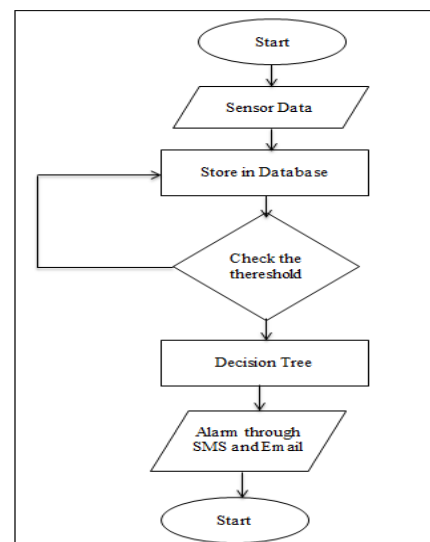 Start
Sensor Data
Store in Database
Check the
thereshold
Decision Tree
Alarm through
SMS and Email
Start